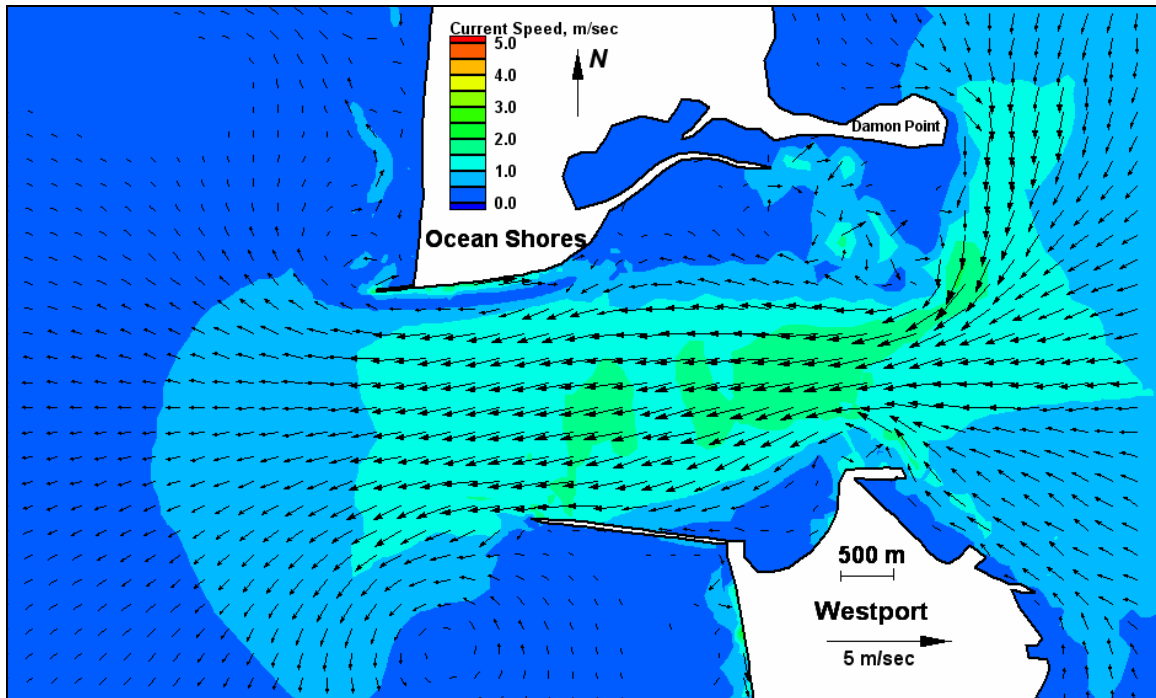 Current Speed, m/sec
5.0
4.0
3.0
2.0
1.0
0.0
N
Damon Point
Ocean Shores
500 m
Westport
5 m/sec